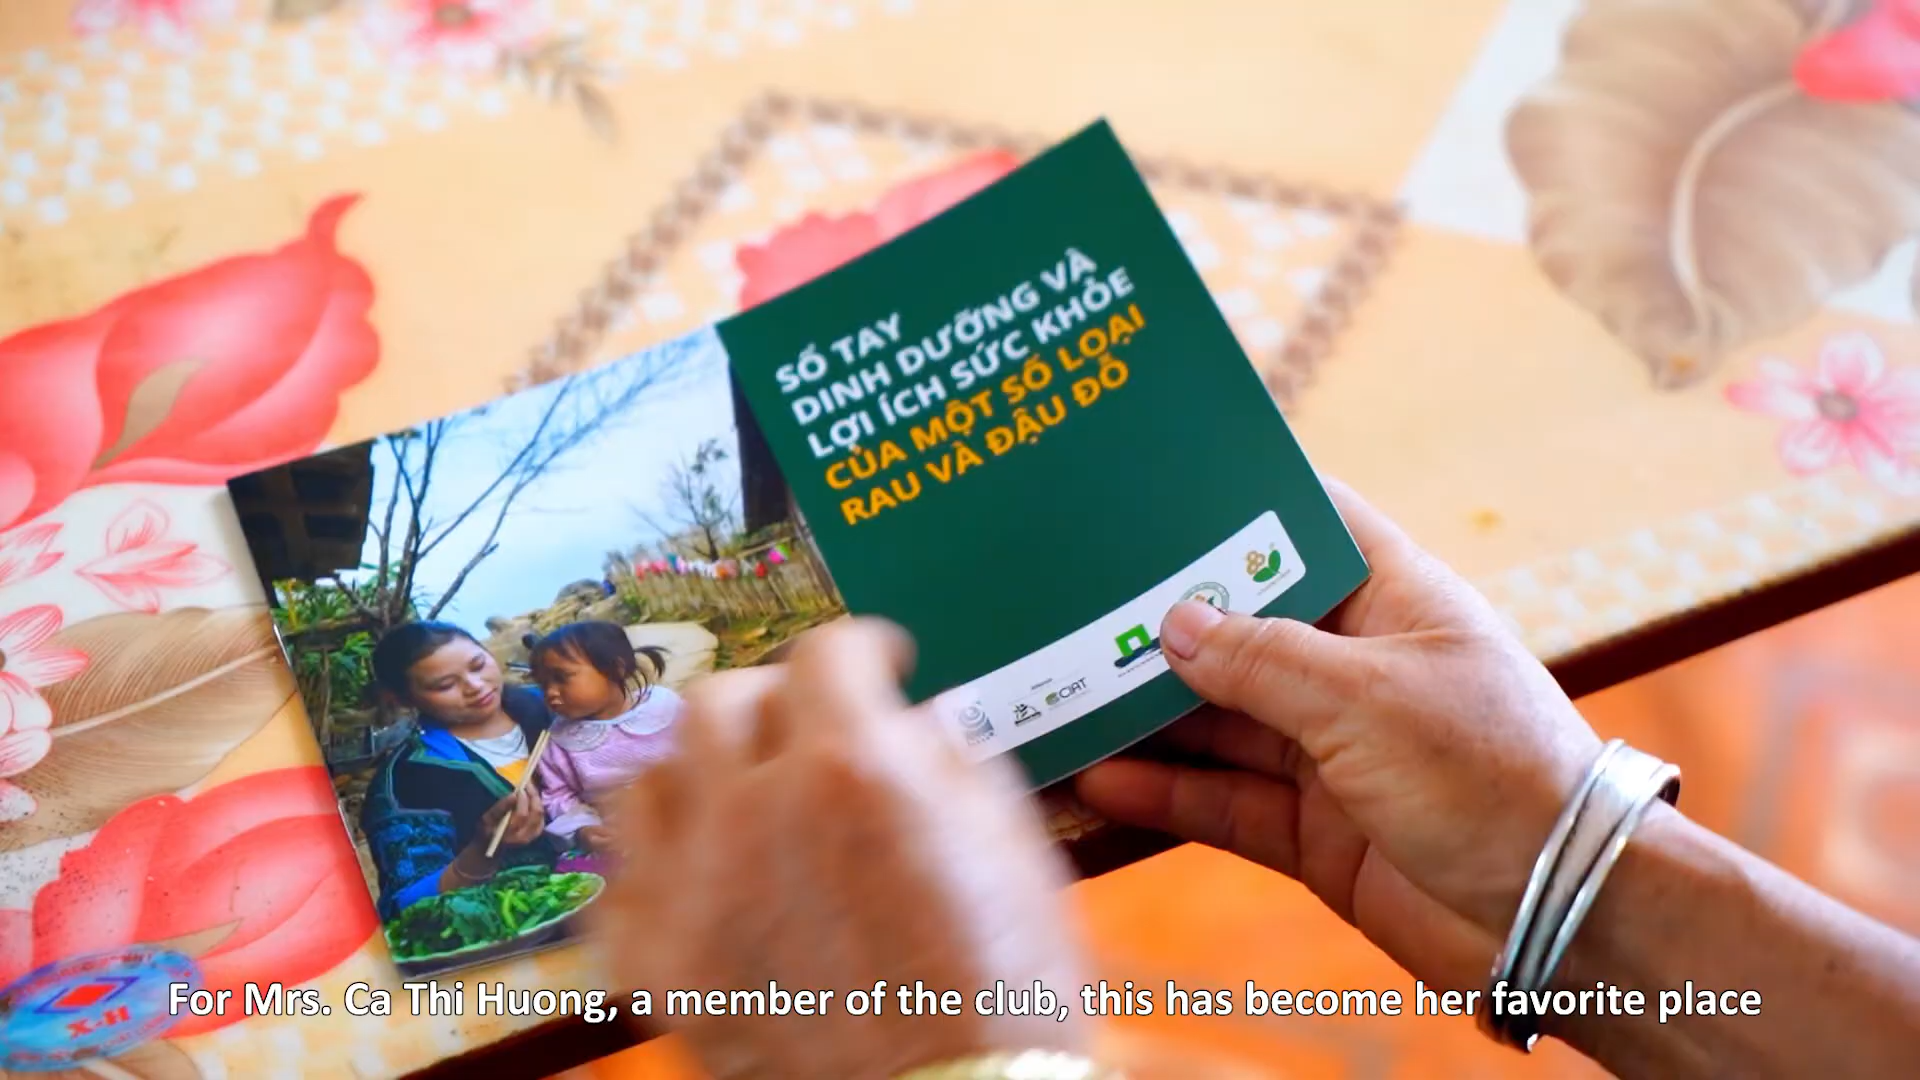 SỔ TAY
DINH DƯỠNG VÀ
LỢI ÍCH SỨC KHỎE
CỦA MỘT SỐ LOẠI
RAU VÀ ĐẬU ĐỖ
CIAT
X-H
For Mrs. Ca Thi Huong, a member of the club, this has become her favorite place